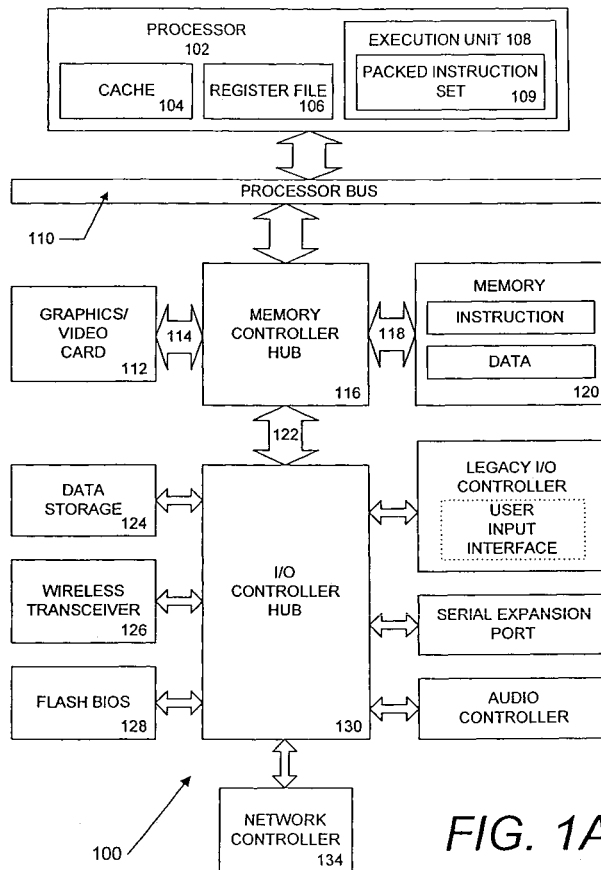 PROCESSOR
102
CACHE
104
REGISTER FILE
106
EXECUTION UNIT 108
PACKED INSTRUCTION
SET
109
PROCESSOR BUS
110
GRAPHICS/
VIDEO
CARD
112
114
MEMORY
CONTROLLER
HUB
116
118
MEMORY
INSTRUCTION
DATA
120
122
DATA
STORAGE
124
WIRELESS
TRANSCEIVER
126
FLASH BIOS
128
I/O
CONTROLLER
HUB
130
LEGACY I/O
CONTROLLER
USER
INPUT
INTERFACE
SERIAL EXPANSION
PORT
AUDIO
CONTROLLER
NETWORK
CONTROLLER
134
100
FIG. 1A